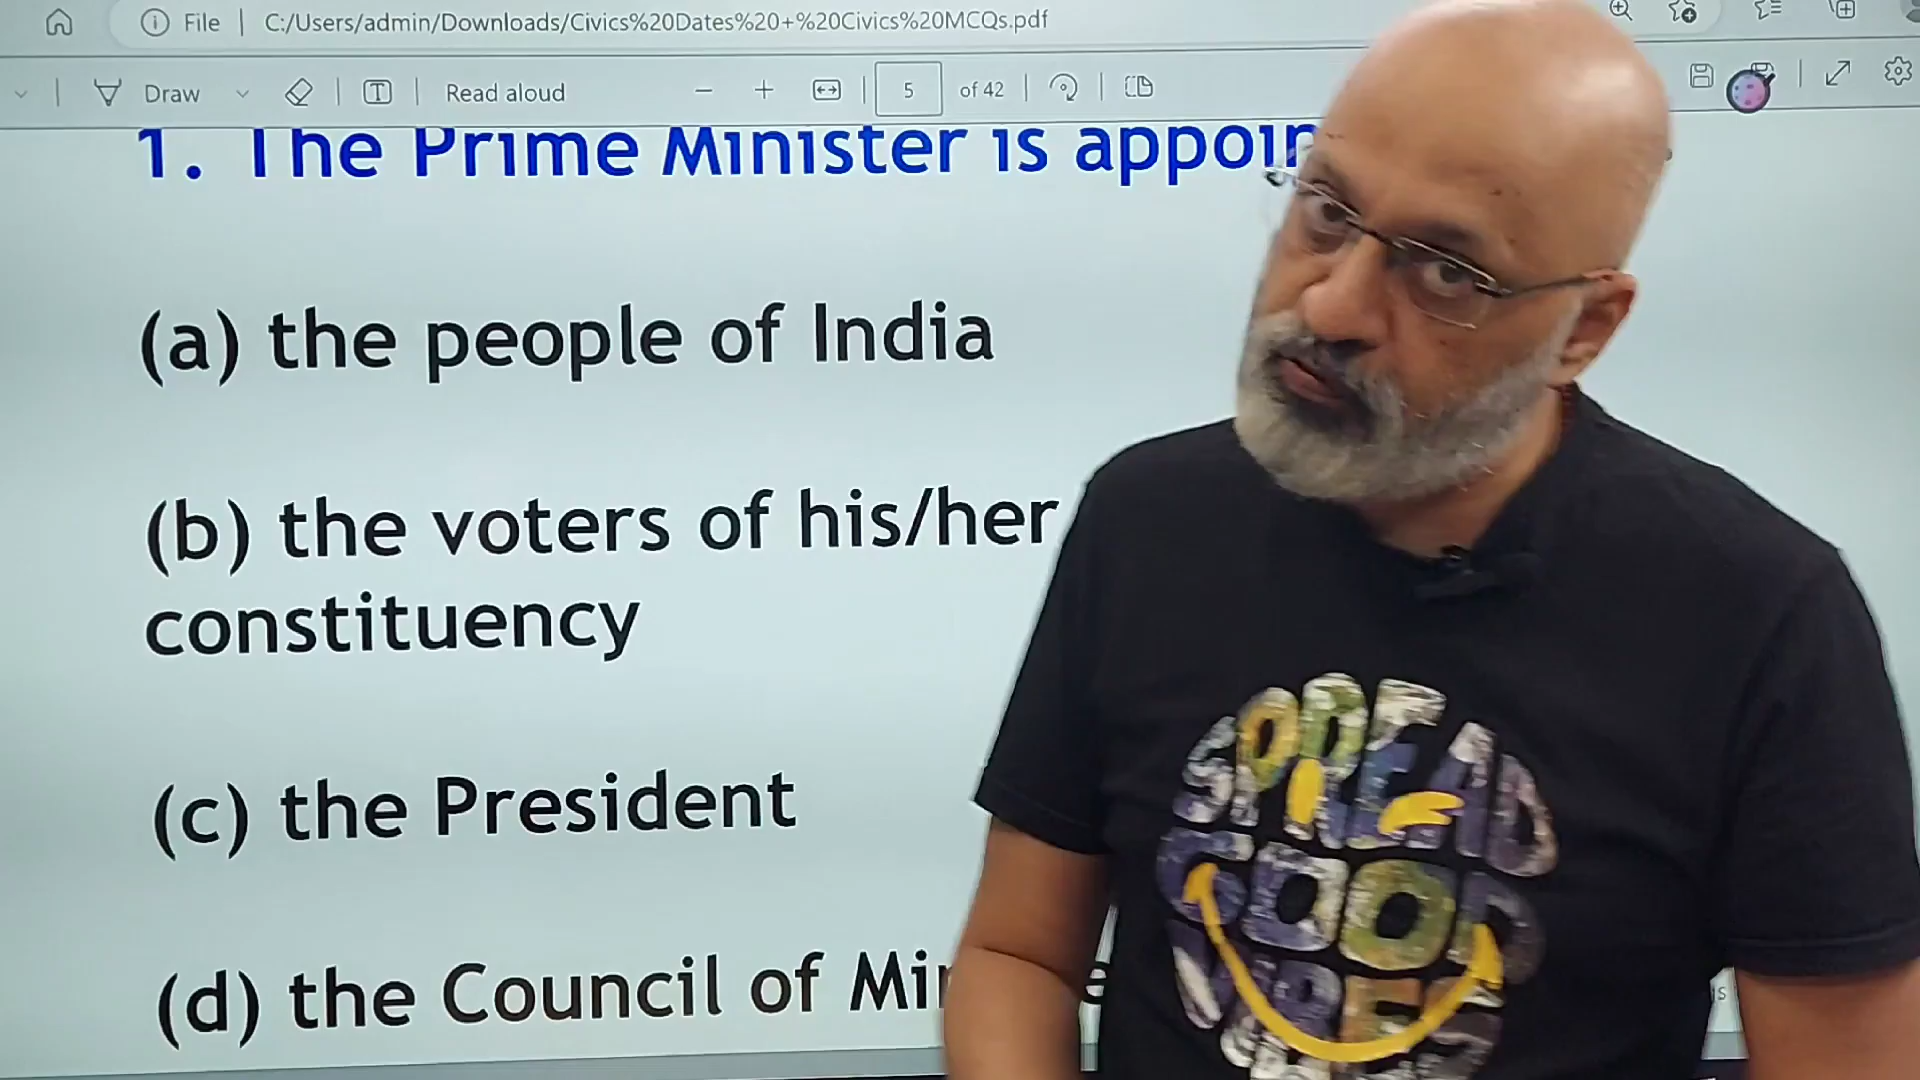 File | C:/Users/admin/Downloads/Civics%20Dates%20+%20Civics%20MCQs.pdf
Draw Read aloud 5 of 42
1. The Prime Minister is
(a) the people of India
(b) the voters of his/her
constituency
(c) the President
(d) the Council of
SPREAD
GOOD